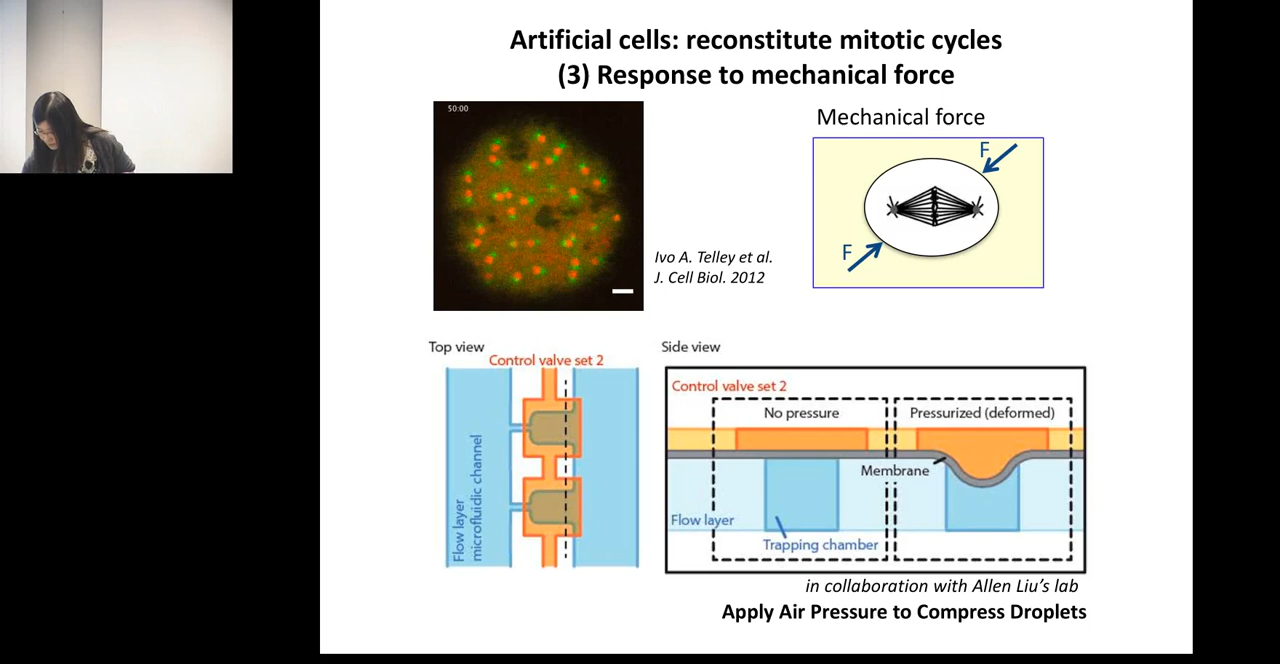 Artificial cells: reconstitute mitotic cycles
(3) Response to mechanical force
50:00
Mechanical force
F
F
Ivo A. Telley et al.
J. Cell Biol. 2012
Top view
Control valve set 2
Flow layer
microfluidic channel
Side view
Control valve set 2
No pressure
Pressurized (deformed)
Membrane
Flow layer
Trapping chamber
in collaboration with Allen Liu's lab
Apply Air Pressure to Compress Droplets